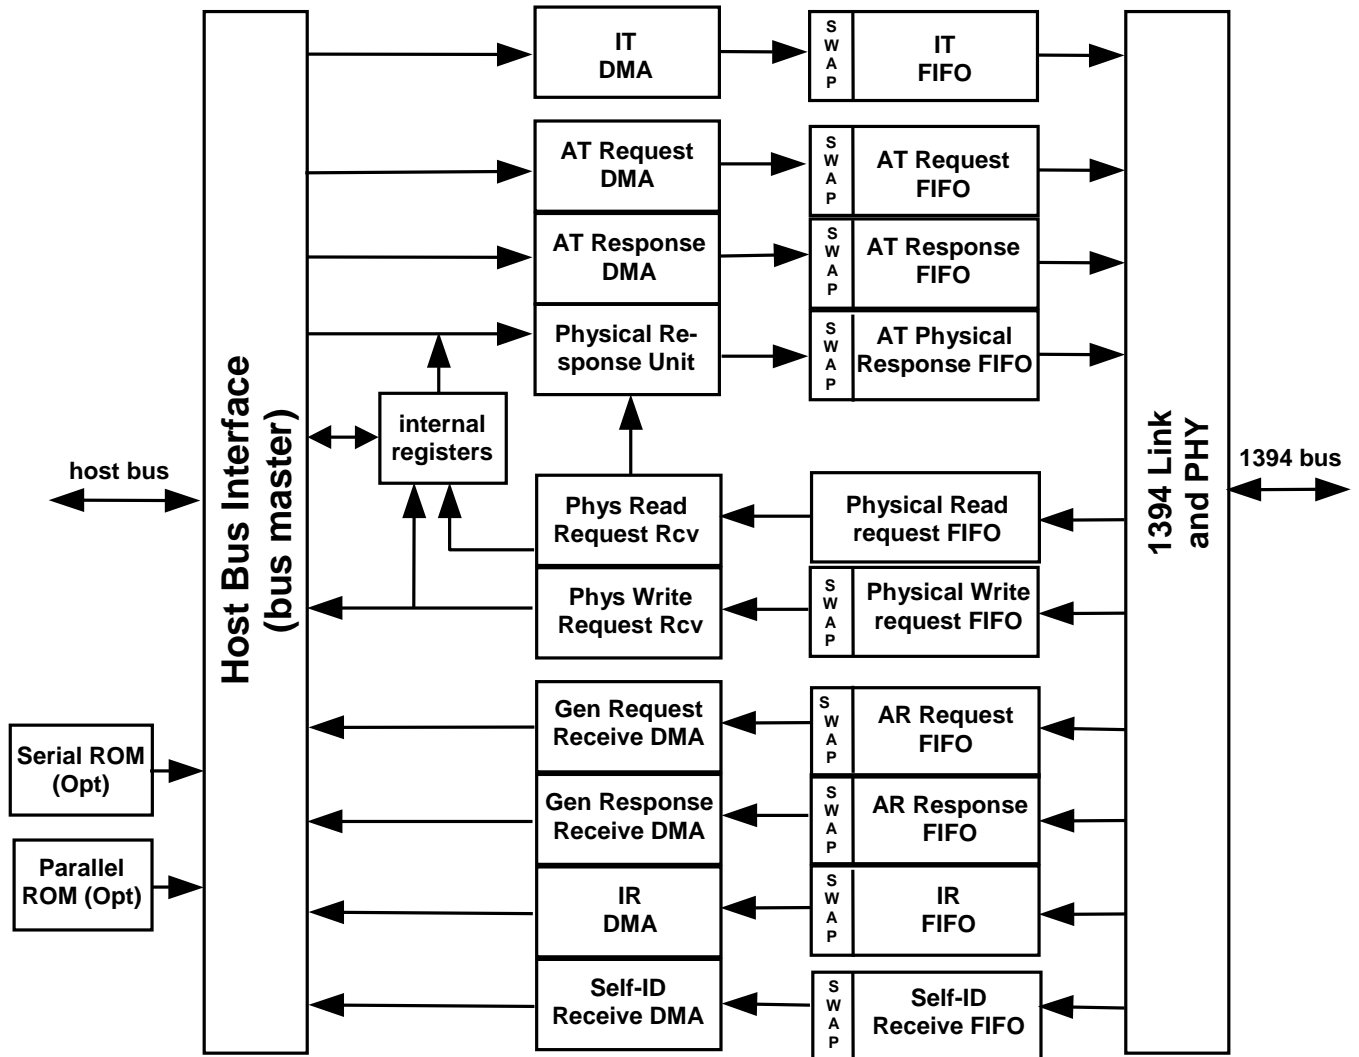 IT
DMA
SWAP
IT
FIFO
AT Request
DMA
SWAP
AT Request
FIFO
AT Response
DMA
SWAP
AT Response
FIFO
Physical Re-
sponse Unit
SWAP
AT Physical
Response FIFO
internal
registers
host bus
Host Bus Interface
(bus master)
1394 Link
and PHY
1394 bus
Phys Read
Request Rcv
Physical Read
request FIFO
Phys Write
Request Rcv
SWAP
Physical Write
request FIFO
Gen Request
Receive DMA
SWAP
AR Request
FIFO
Serial ROM
(Opt)
Gen Response
Receive DMA
SWAP
AR Response
FIFO
Parallel
ROM (Opt)
IR
DMA
SWAP
IR
FIFO
Self-ID
Receive DMA
SWAP
Self-ID
Receive FIFO